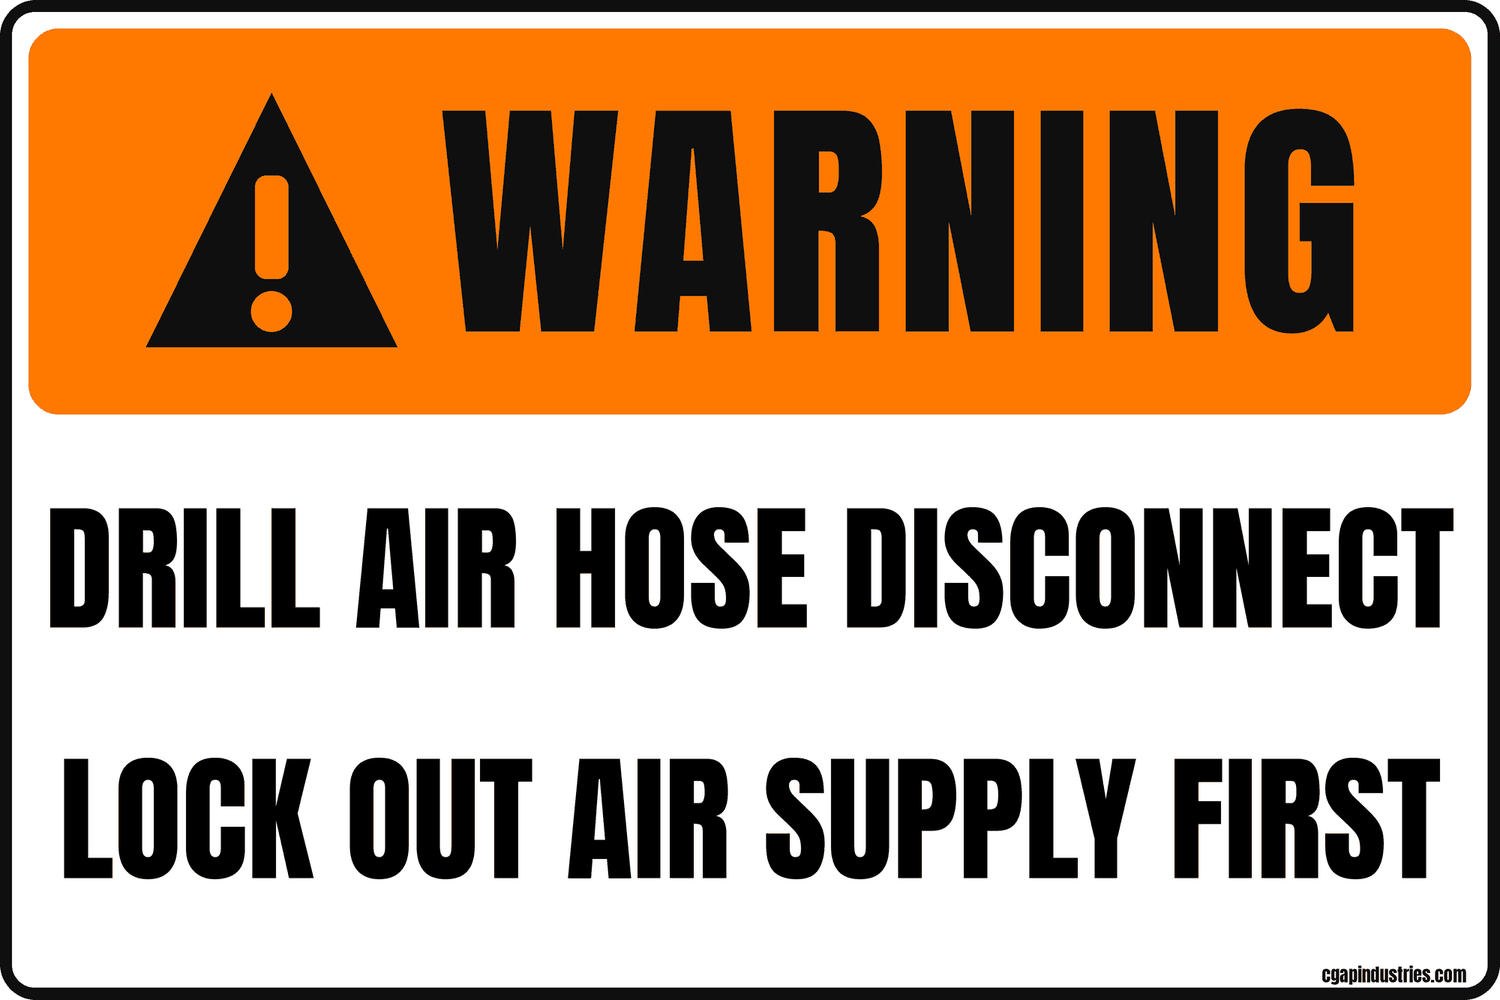 WARNING
DRILL AIR HOSE DISCONNECT
LOCK OUT AIR SUPPLY FIRST
cgapindustries.com